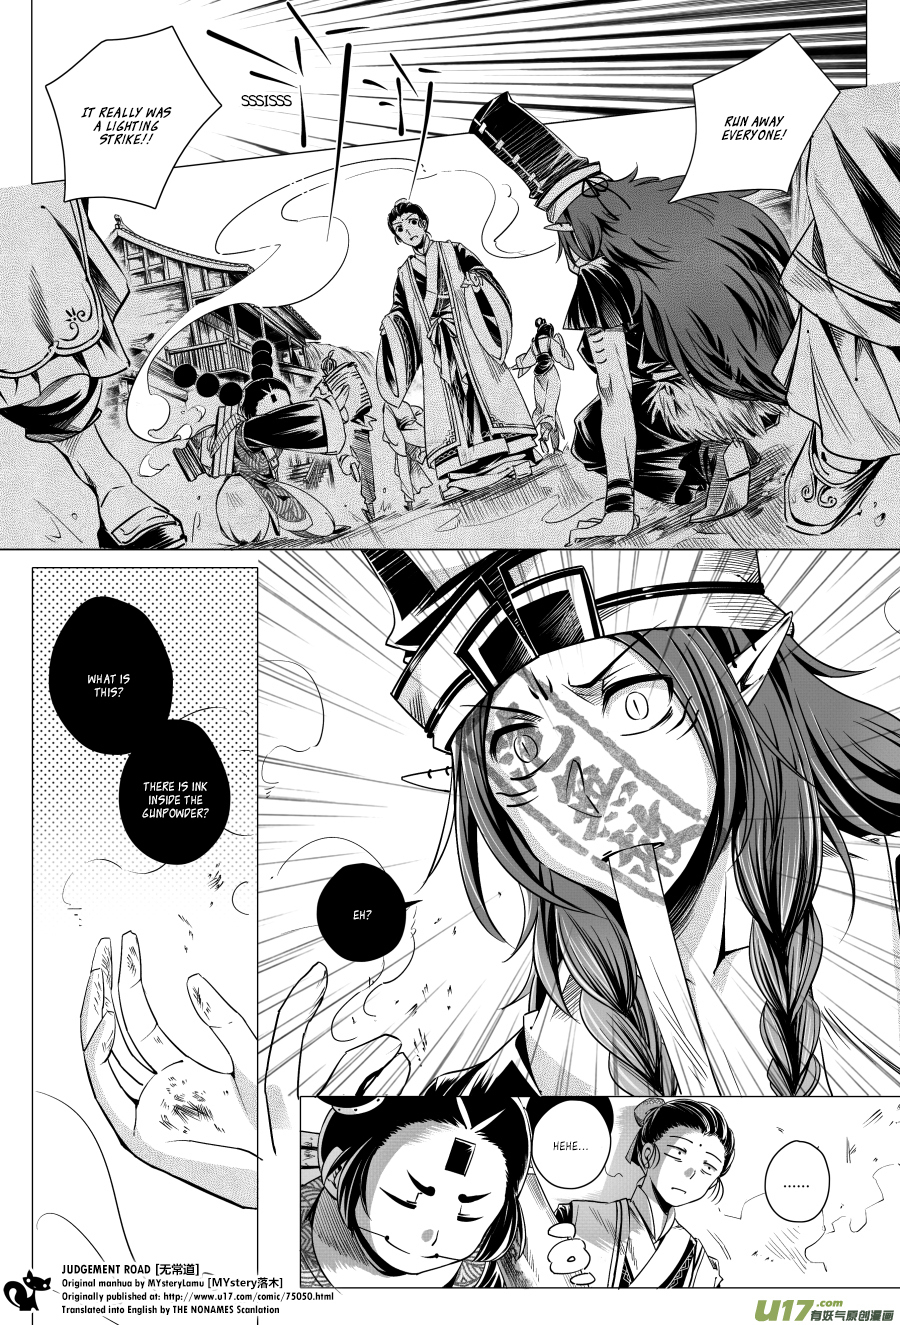 IT REALLY WAS
A LIGHTING
STRIKE!!
SSSISSS
RUN AWAY
EVERYONE!
WHAT IS
THIS?
THERE IS INK
INSIDE THE
GUNPOWDER?
EH?
HEHE...
......
JUDGEMENT ROAD [无常道]
Original manhua by MYsteryLamu [MYstery落木]
Originally published at: http://www.u17.com/comic/75050.html
Translated into English by THE NONAMES Scanlation
U17.com
有妖气原创漫画